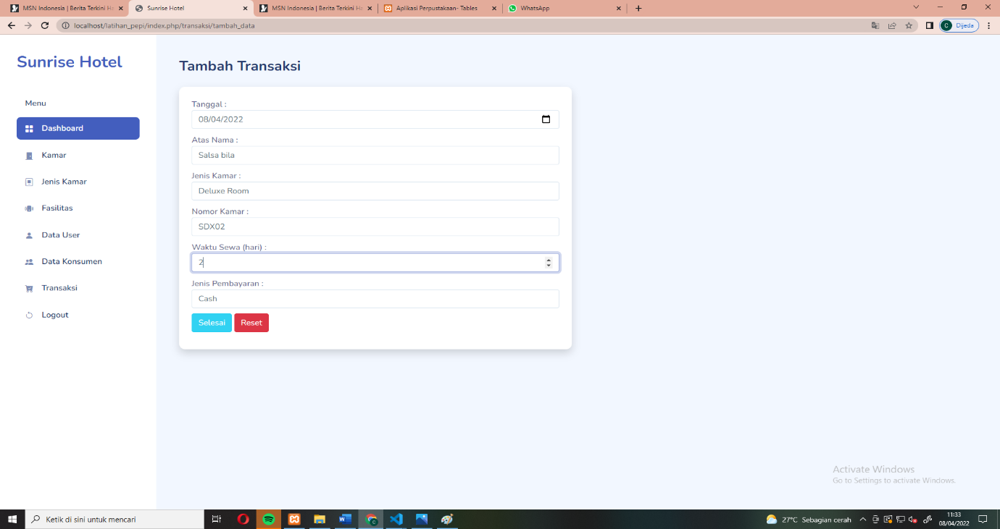 MSN Indonesia | Berita Terkini Ha
Sunrise Hotel
MSN Indonesia | Berita Terkini Ha
Aplikasi Perpustakaan- Tables
WhatsApp
localhost/latihan_pepi/index.php/transaksi/tambah_data
C Dijeda
Sunrise Hotel
Menu
Dashboard
Kamar
Jenis Kamar
Fasilitas
Data User
Data Konsumen
Transaksi
Logout
Tambah Transaksi
Tanggal :
08/04/2022
Atas Nama :
Salsa bila
Jenis Kamar :
Deluxe Room
Nomor Kamar :
SDX02
Waktu Sewa (hari) :
2
Jenis Pembayaran :
Cash
Selesai Reset
Activate Windows
Go to Settings to activate Windows.
Ketik di sini untuk mencari
27°C Sebagian cerah
11:33
08/04/2022